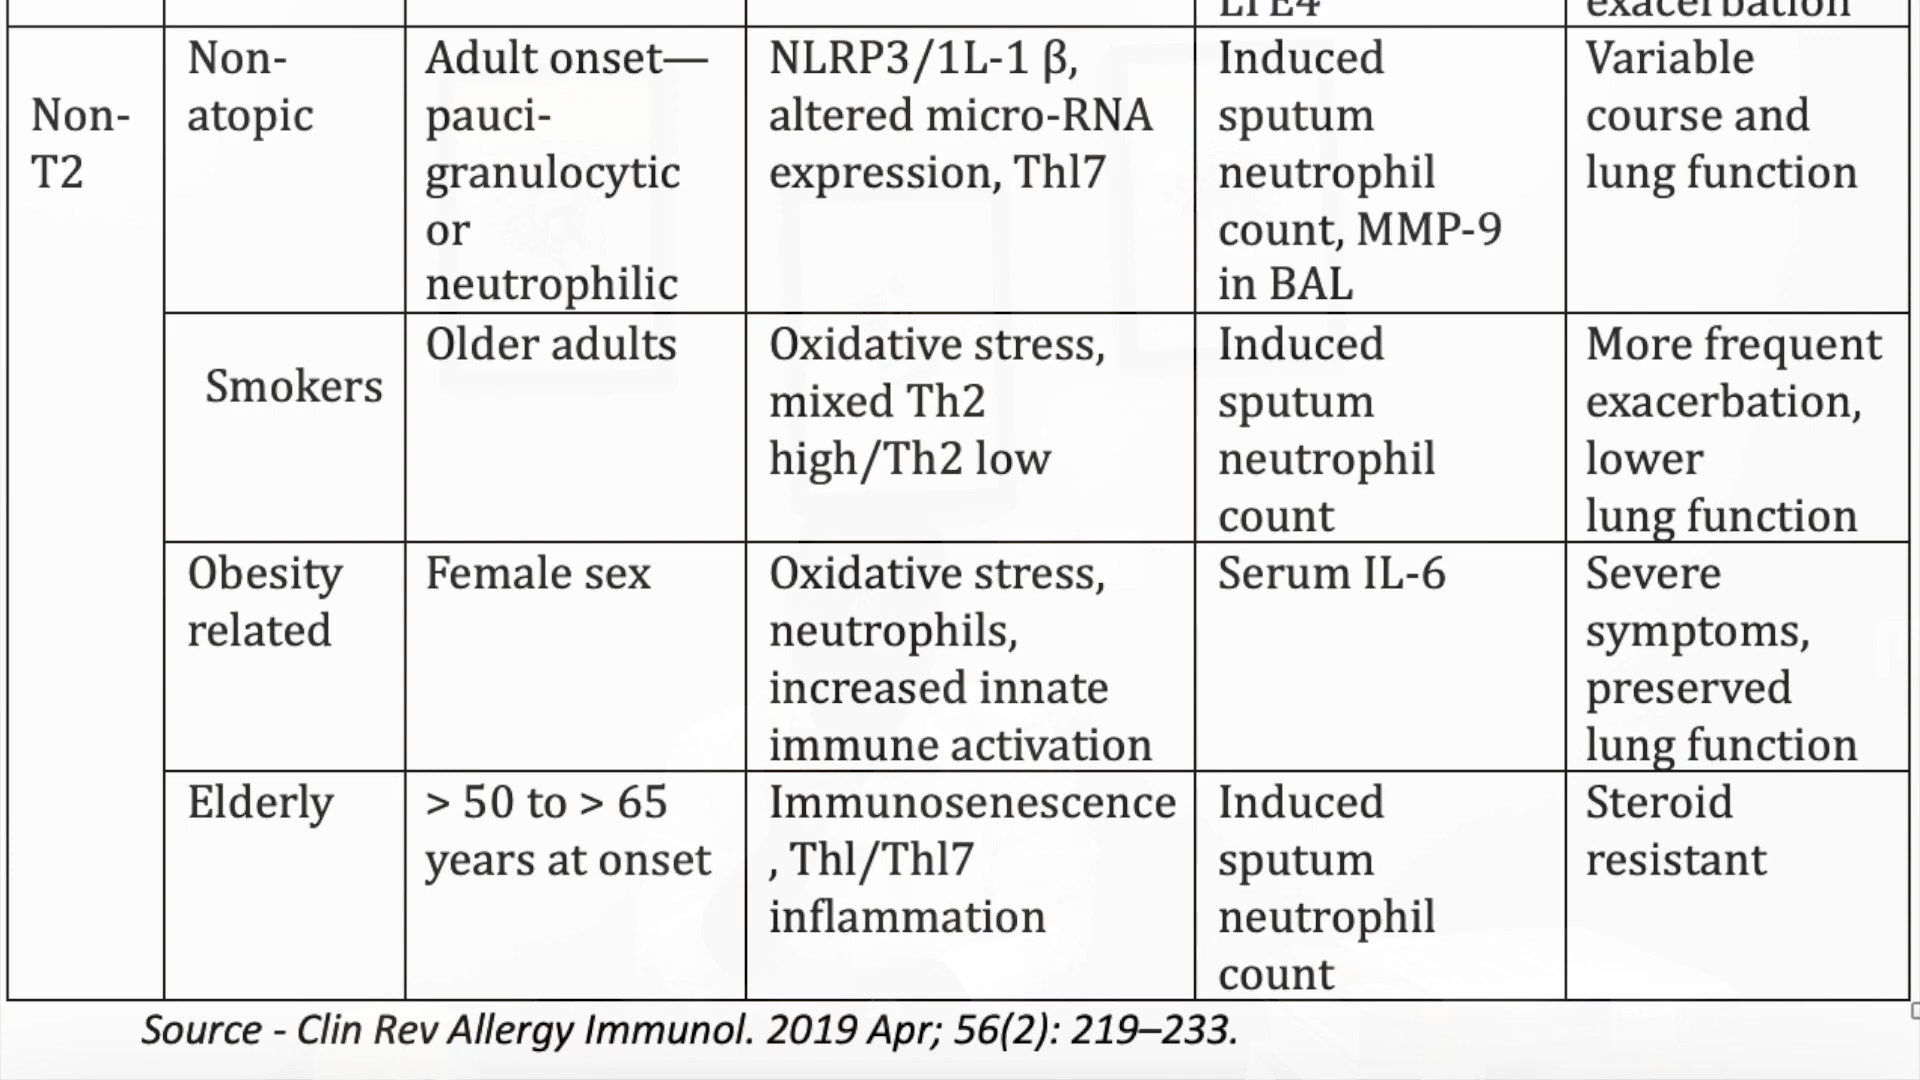 LTE4
exacerbation
Non-
T2
Non-
atopic
Adult onset—
pauci-
granulocytic
or
neutrophilic
NLRP3/1L-1 β,
altered micro-RNA
expression, Thl7
Induced
sputum
neutrophil
count, MMP-9
in BAL
Variable
course and
lung function
Smokers
Older adults
Oxidative stress,
mixed Th2
high/Th2 low
Induced
sputum
neutrophil
count
More frequent
exacerbation,
lower
lung function
Obesity
related
Female sex
Oxidative stress,
neutrophils,
increased innate
immune activation
Serum IL-6
Severe
symptoms,
preserved
lung function
Elderly
> 50 to > 65
years at onset
Immunosenescence
, Thl/Thl7
inflammation
Induced
sputum
neutrophil
count
Steroid
resistant
Source - Clin Rev Allergy Immunol. 2019 Apr; 56(2): 219–233.